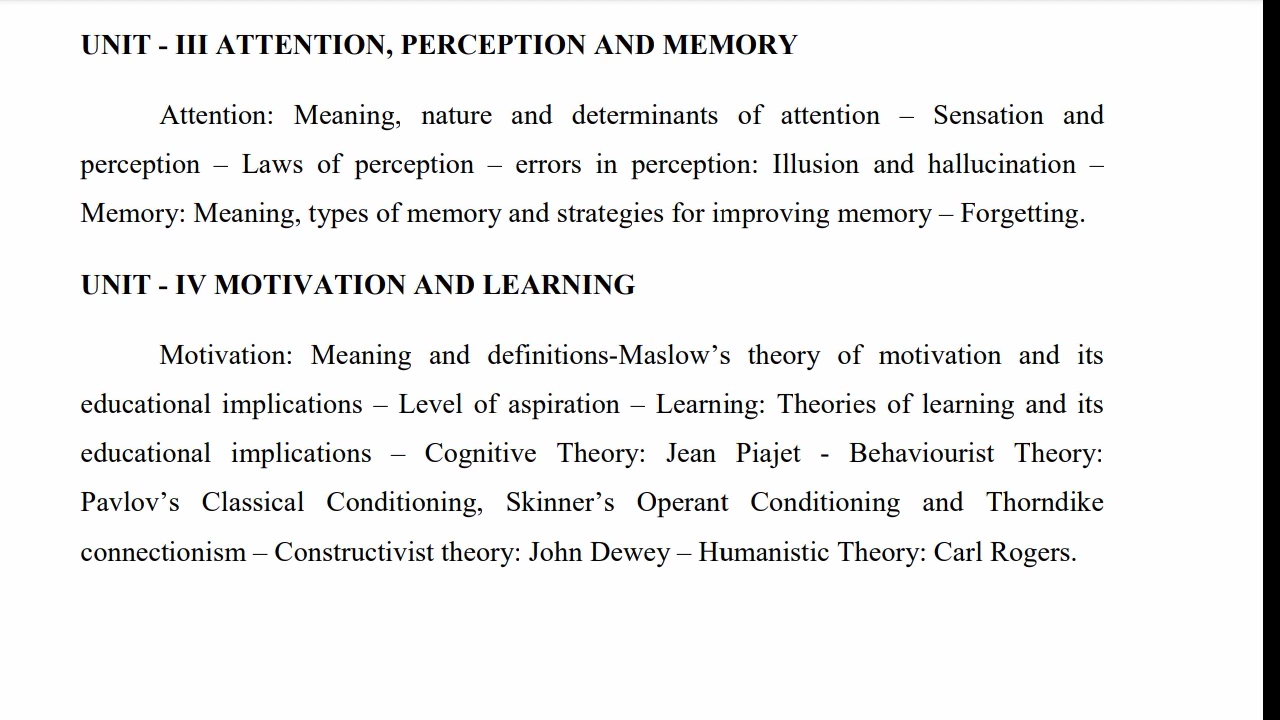 UNIT - III ATTENTION, PERCEPTION AND MEMORY
Attention: Meaning, nature and determinants of attention – Sensation and
perception – Laws of perception – errors in perception: Illusion and hallucination –
Memory: Meaning, types of memory and strategies for improving memory – Forgetting.
UNIT - IV MOTIVATION AND LEARNING
Motivation: Meaning and definitions-Maslow’s theory of motivation and its
educational implications – Level of aspiration – Learning: Theories of learning and its
educational implications – Cognitive Theory: Jean Piajet - Behaviourist Theory:
Pavlov’s Classical Conditioning, Skinner’s Operant Conditioning and Thorndike
connectionism – Constructivist theory: John Dewey – Humanistic Theory: Carl Rogers.